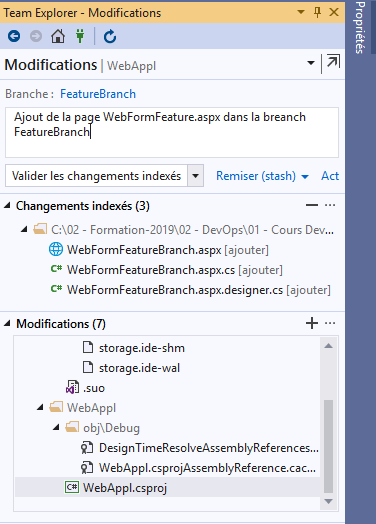 Team Explorer - Modifications
Modifications | WebAppl
Branche : FeatureBranch
Ajout de la page WebFormFeature.aspx dans la breanch
FeatureBranch
Valider les changements indexés Remiser (stash) Act
Changements indexés (3)
C:\02 - Formation-2019\02 - DevOps\01 - Cours Dev...
WebFormFeatureBranch.aspx [ajouter]
C# WebFormFeatureBranch.aspx.cs [ajouter]
C# WebFormFeatureBranch.aspx.designer.cs [ajouter]
Modifications (7)
storage.ide-shm
storage.ide-wal
.suo
WebAppl
obj\Debug
DesignTimeResolveAssemblyReferences...
WebAppl.csprojAssemblyReference.cac...
C# WebAppl.csproj
Propriétés